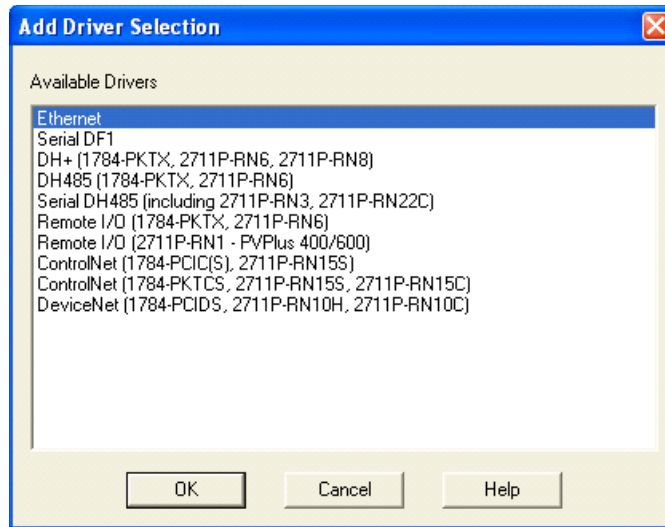 Add Driver Selection
Available Drivers
Ethernet
Serial DF1
DH+ (1784-PKTX, 2711P-RN6, 2711P-RN8)
DH485 (1784-PKTX, 2711P-RN6)
Serial DH485 (including 2711P-RN3, 2711P-RN22C)
Remote I/O (1784-PKTX, 2711P-RN6)
Remote I/O (2711P-RN1 - PVPlus 400/600)
ControlNet (1784-PCIC(S), 2711P-RN15S)
ControlNet (1784-PKTCS, 2711P-RN15S, 2711P-RN15C)
DeviceNet (1784-PCIDS, 2711P-RN10H, 2711P-RN10C)
OK Cancel Help